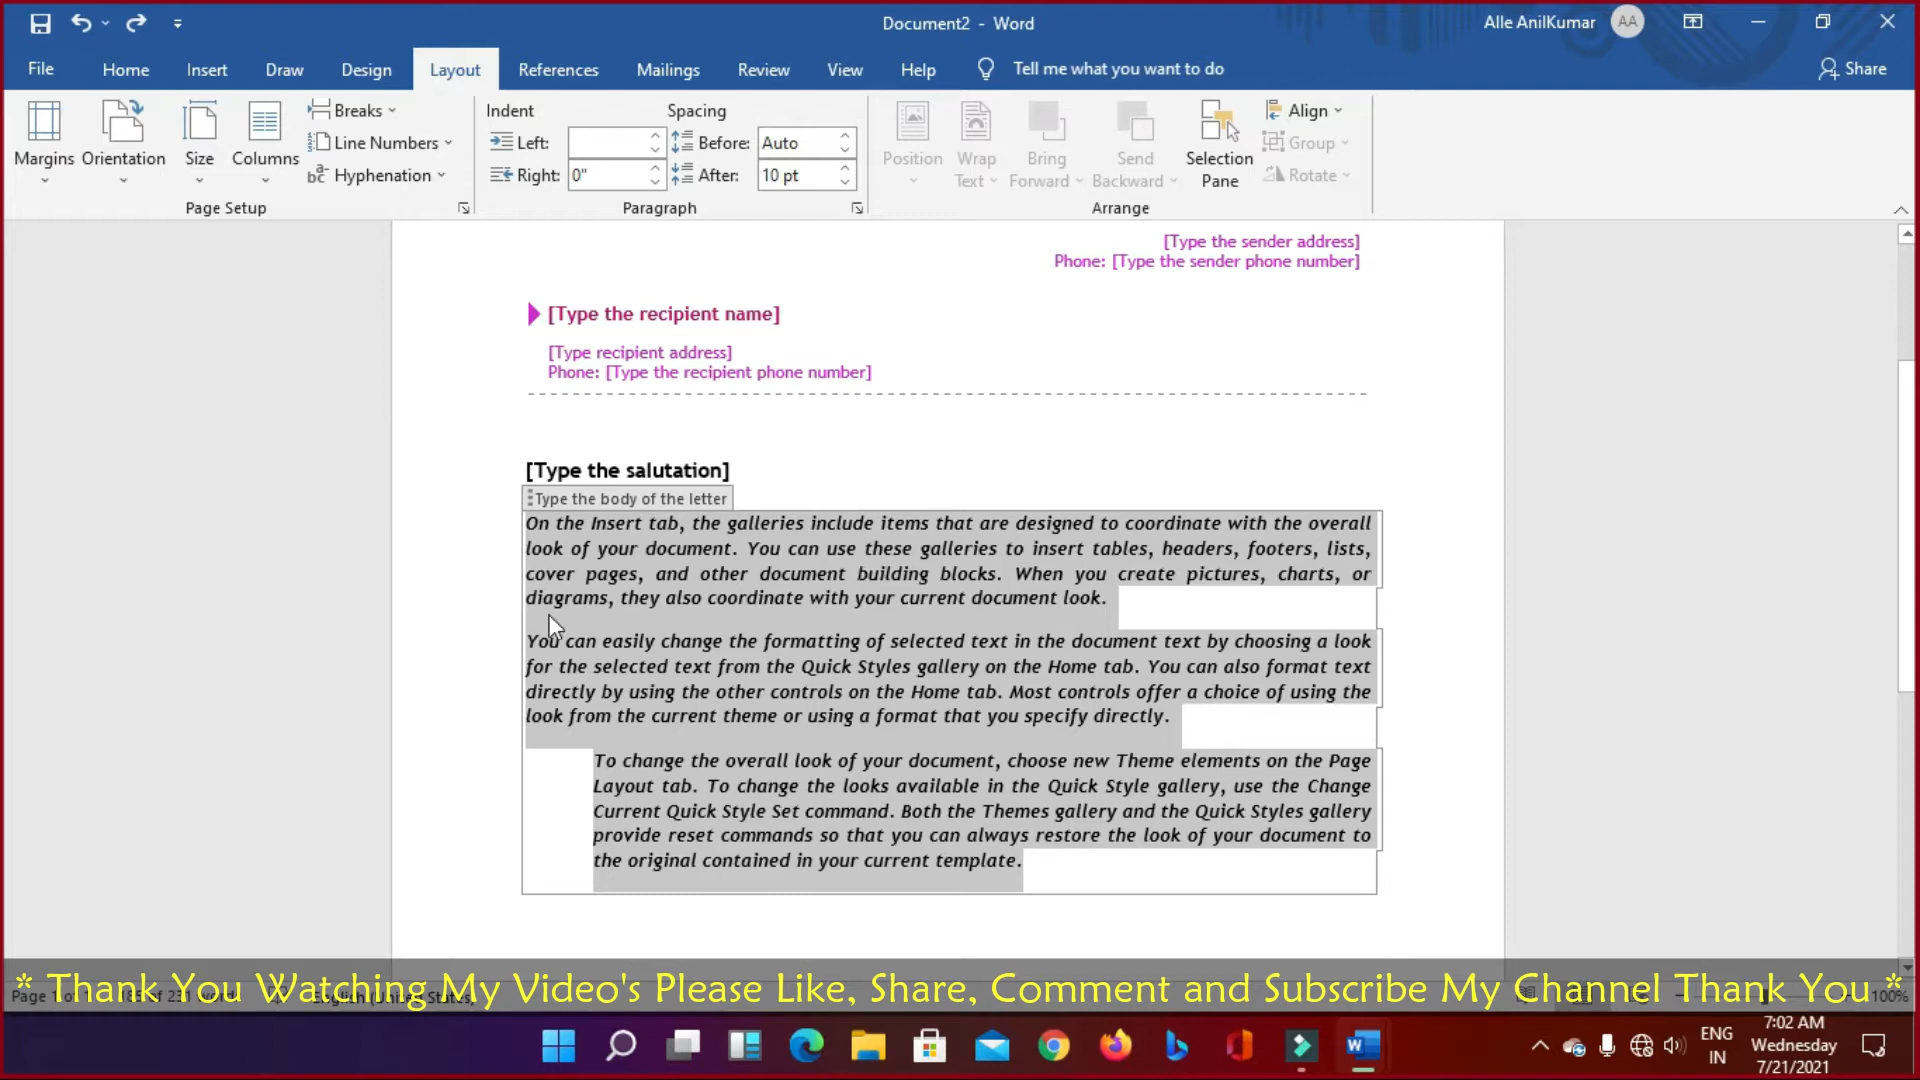 Document2 - Word
Alle AnilKumar
AA
File
Home
Insert
Draw
Design
Layout
References
Mailings
Review
View
Help
Tell me what you want to do
Share
Margins
Orientation
Size
Columns
Breaks
Line Numbers
Hyphenation
Page Setup
Indent
Left:
Right: 0"
Spacing
Before: Auto
After: 10 pt
Paragraph
Position
Wrap
Text
Bring
Forward
Send
Backward
Selection
Pane
Align
Group
Rotate
Arrange
[Type the sender address]
Phone: [Type the sender phone number]
[Type the recipient name]
[Type recipient address]
Phone: [Type the recipient phone number]
[Type the salutation]
Type the body of the letter
On the Insert tab, the galleries include items that are designed to coordinate with the overall
look of your document. You can use these galleries to insert tables, headers, footers, lists,
cover pages, and other document building blocks. When you create pictures, charts, or
diagrams, they also coordinate with your current document look.
You can easily change the formatting of selected text in the document text by choosing a look
for the selected text from the Quick Styles gallery on the Home tab. You can also format text
directly by using the other controls on the Home tab. Most controls offer a choice of using the
look from the current theme or using a format that you specify directly.
To change the overall look of your document, choose new Theme elements on the Page
Layout tab. To change the looks available in the Quick Style gallery, use the Change
Current Quick Style Set command. Both the Themes gallery and the Quick Styles gallery
provide reset commands so that you can always restore the look of your document to
the original contained in your current template.
* Thank You Watching My Video's Please Like, Share, Comment and Subscribe My Channel Thank You *
Page 1 of
of 231
English (United States)
100%
ENG
IN
7:02 AM
Wednesday
7/21/2021